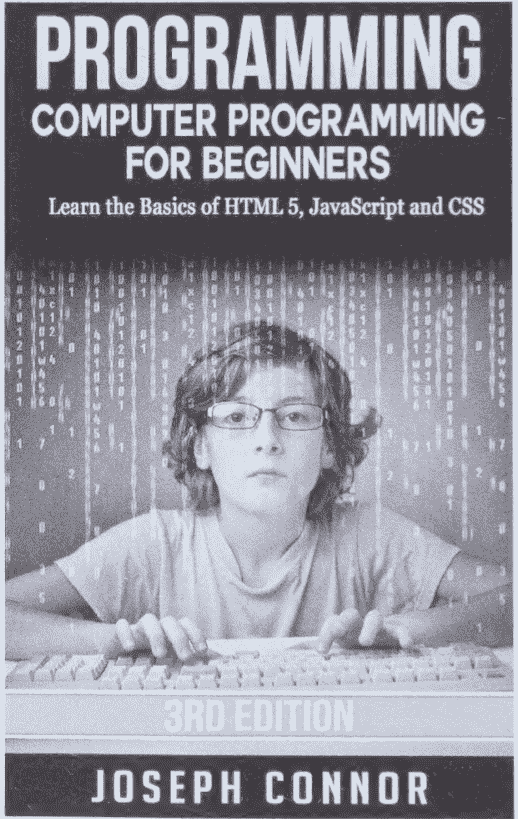 PROGRAMMING
COMPUTER PROGRAMMING
FOR BEGINNERS
Learn the Basics of HTML 5, JavaScript and CSS
3RD EDITION
JOSEPH CONNOR